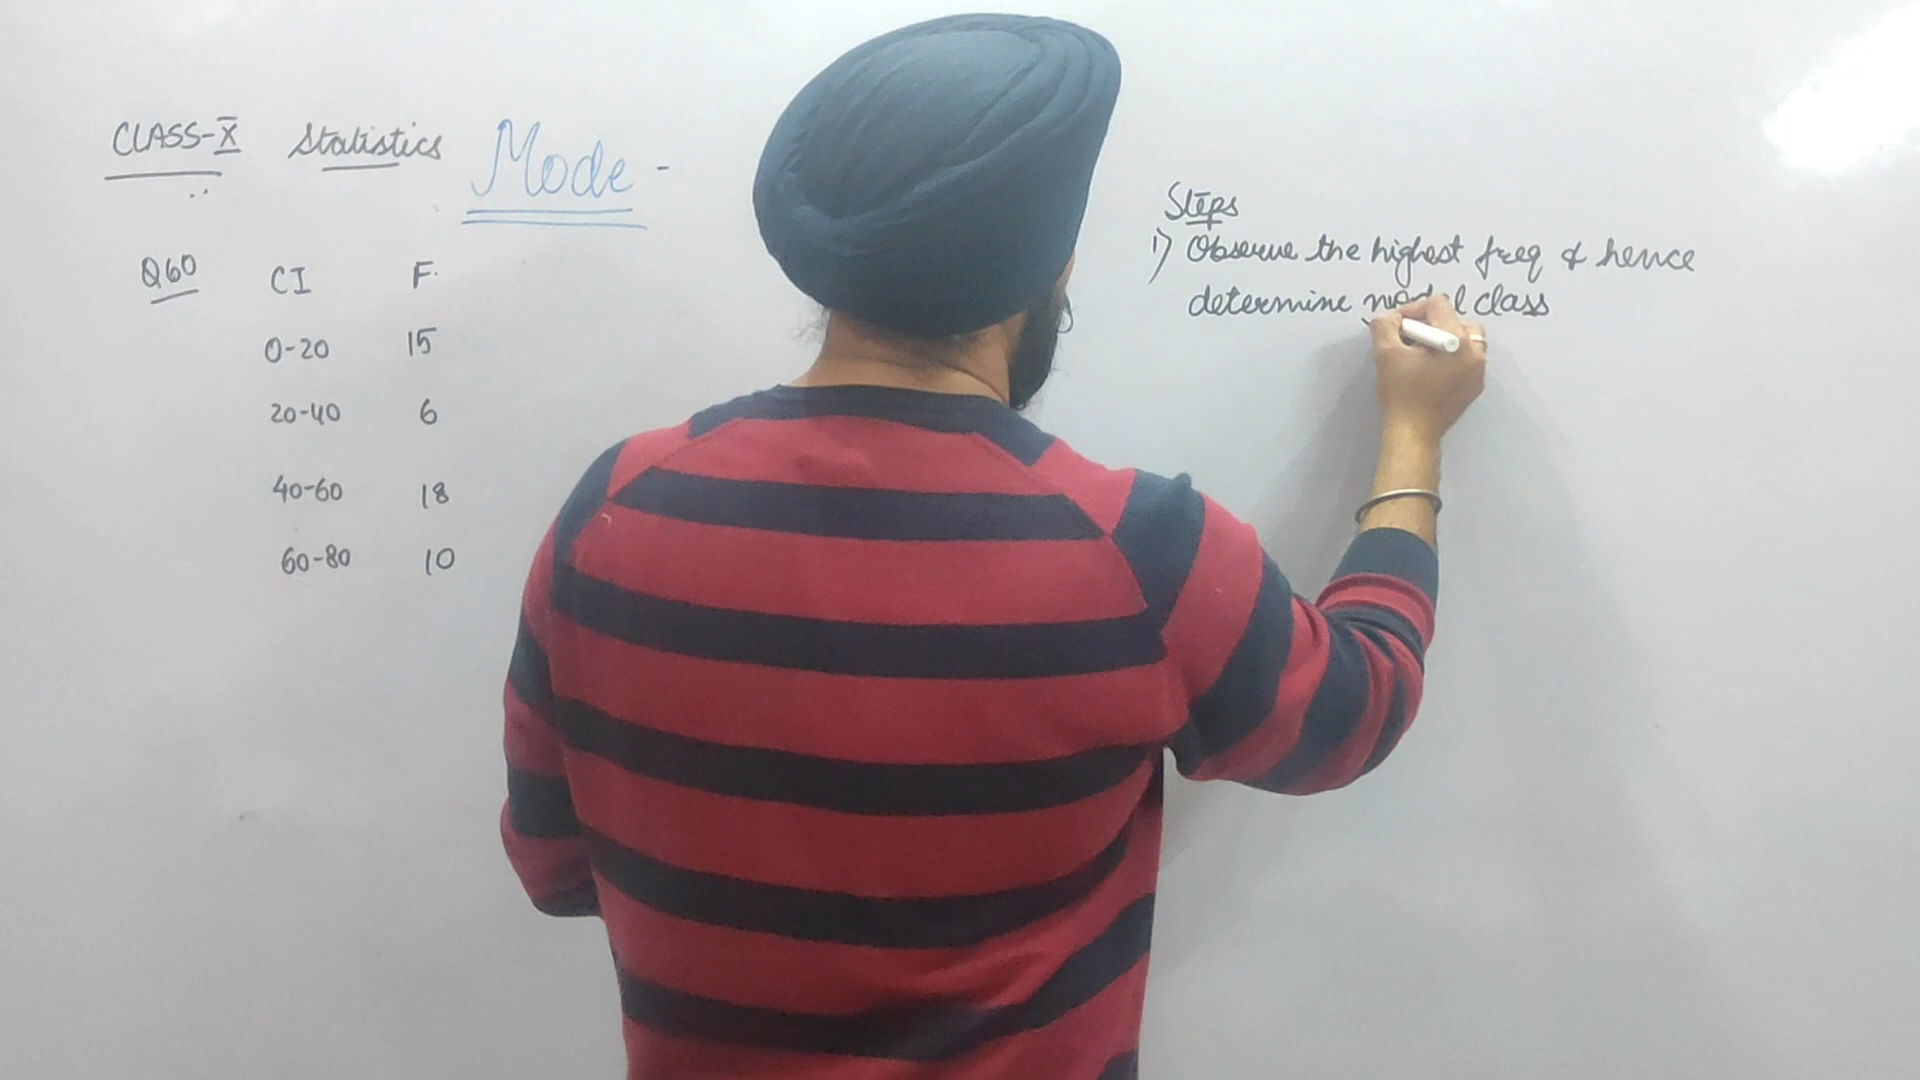 CLASS-X Statistics Mode -
Q60 CI F.
0-20 15
20-40 6
40-60 18
60-80 10
Steps
1) Observe the highest freq & hence
determine modal class